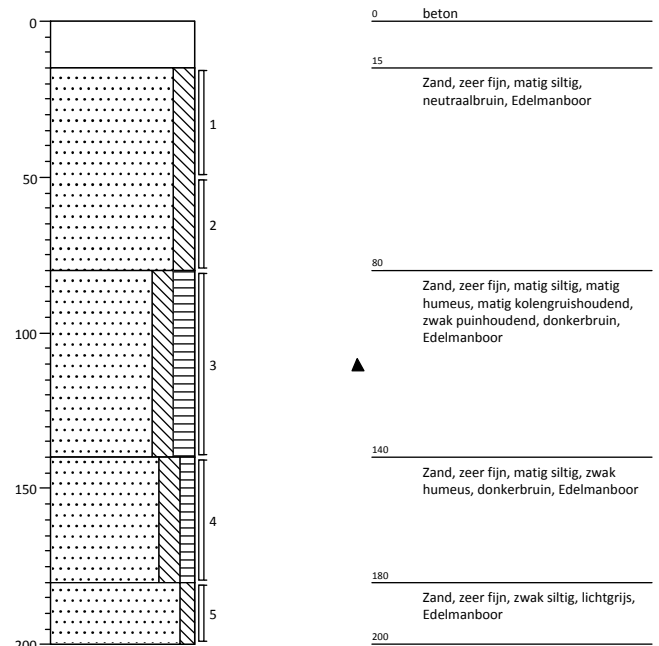 0
50
100
150
200
1
2
3
4
5
0 beton
15
Zand, zeer fijn, matig siltig,
neutraalbruin, Edelmanboor
80
Zand, zeer fijn, matig siltig, matig
humeus, matig kolengruishoudend,
zwak puinhoudend, donkerbruin,
Edelmanboor
140
Zand, zeer fijn, matig siltig, zwak
humeus, donkerbruin, Edelmanboor
180
Zand, zeer fijn, zwak siltig, lichtgrijs,
Edelmanboor
200